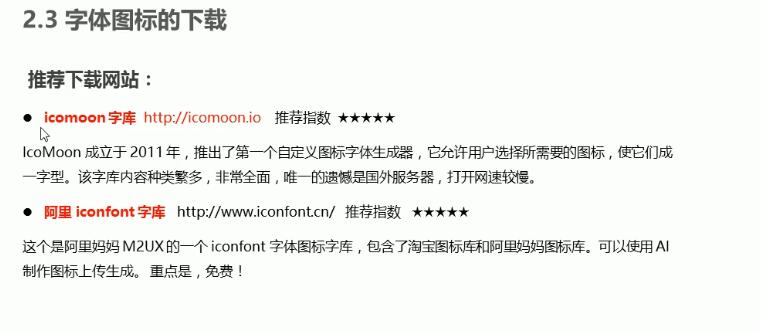 2.3 字体图标的下载
推荐下载网站：
● icomoon 字库 http://icomoon.io 推荐指数 ★★★★★
IcoMoon 成立于 2011 年，推出了第一个自定义图标字体生成器，它允许用户选择所需要的图标，使它们成
一字型。该字库内容种类繁多，非常全面，唯一的遗憾是国外服务器，打开网速较慢。
● 阿里 iconfont 字库 http://www.iconfont.cn/ 推荐指数 ★★★★★
这个是阿里妈妈 M2UX 的一个 iconfont 字体图标字库，包含了淘宝图标库和阿里妈妈图标库。可以使用 AI
制作图标上传生成。重点是，免费！